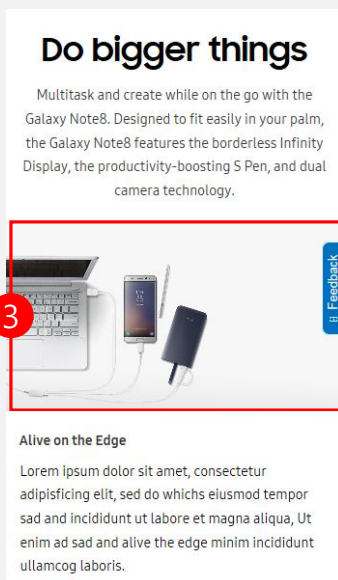 Do bigger things
Multitask and create while on the go with the
Galaxy Note8. Designed to fit easily in your palm,
the Galaxy Note8 features the borderless Infinity
Display, the productivity-boosting S Pen, and dual
camera technology.
3
Feedback
Alive on the Edge
Lorem ipsum dolor sit amet, consectetur
adipisficing elit, sed do whichs eiusmod tempor
sad and incididunt ut labore et magna aliqua, Ut
enim ad sad and alive the edge minim incididunt
ullamcog laboris.